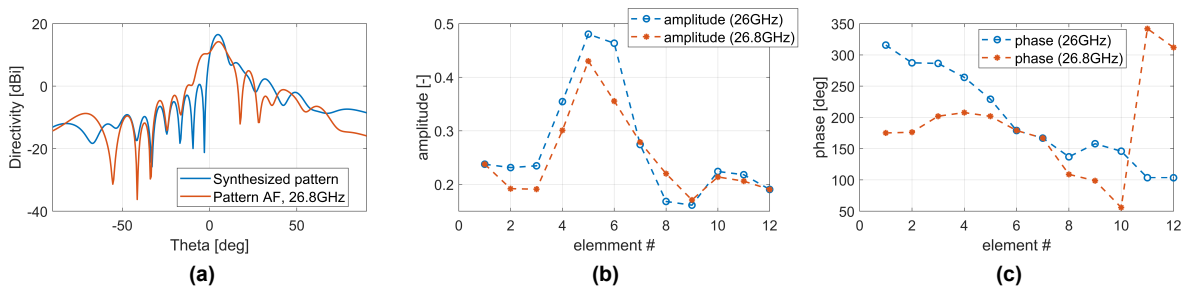 20
0
-20
-40
Directivity [dBi]
-50
0
50
Theta [deg]
Synthesized pattern
Pattern AF, 26.8GHz
(a)
0.5
0.4
0.3
0.2
amplitude [-]
0
2
4
6
8
10
12
elemment #
amplitude (26GHz)
amplitude (26.8GHz)
(b)
350
300
250
200
150
100
50
phase [deg]
0
2
4
6
8
10
12
element #
phase (26GHz)
phase (26.8GHz)
(c)